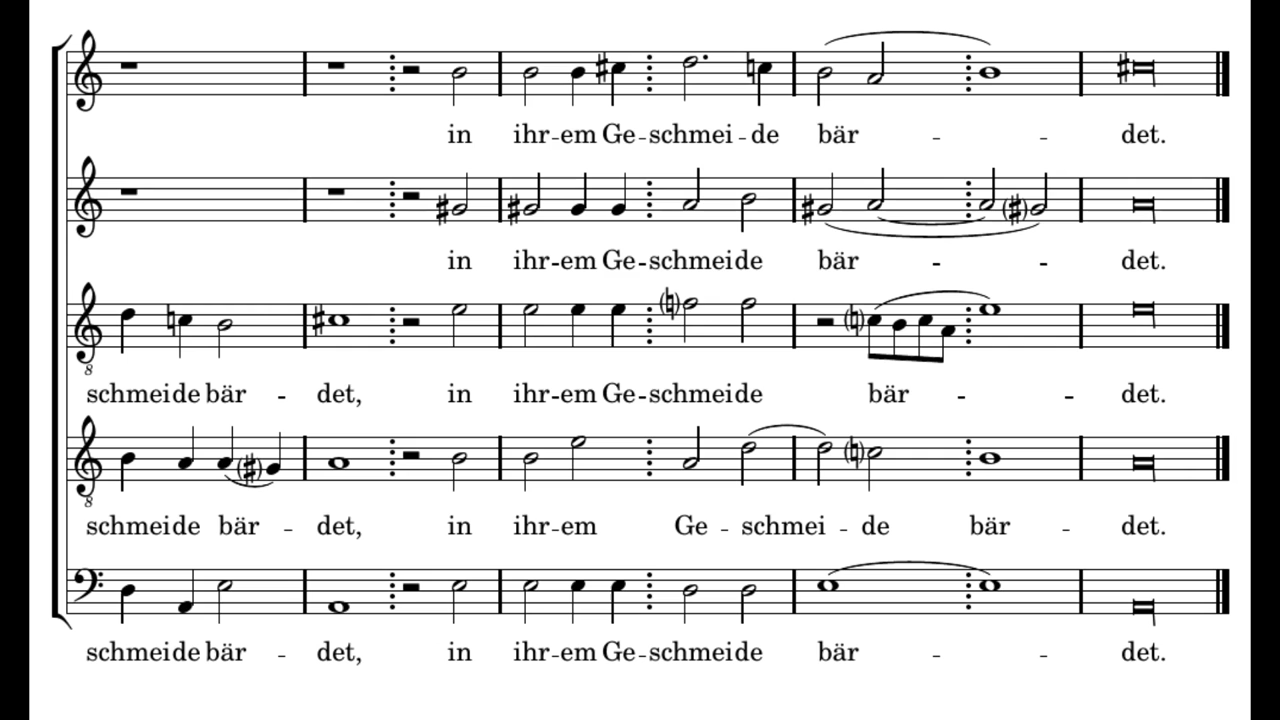 in ihr-em Ge-schmei-de bär - - det.
in ihr-em Ge-schmeide bär - - det.
schmeide bär - det, in ihr-em Ge-schmeide bär - - det.
schmeide bär - det, in ihr-em Ge - schmei - de bär - det.
schmeide bär - det, in ihr-em Ge-schmeide bär - - det.